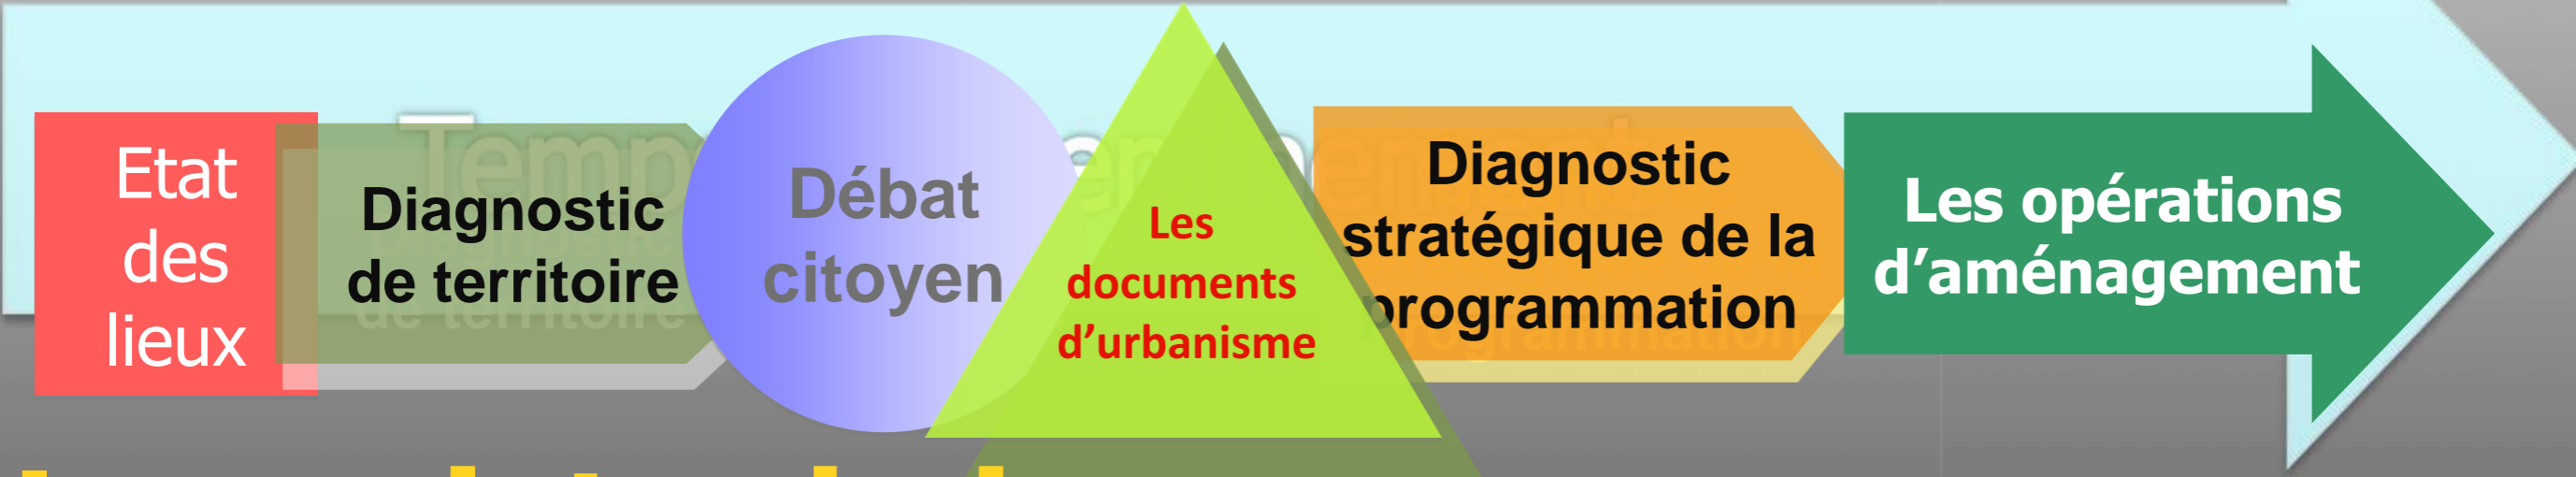 Etat
des
lieux
Diagnostic
de territoire
Débat
citoyen
Les
documents
d’urbanisme
Diagnostic
stratégique de la
programmation
Les opérations
d’aménagement